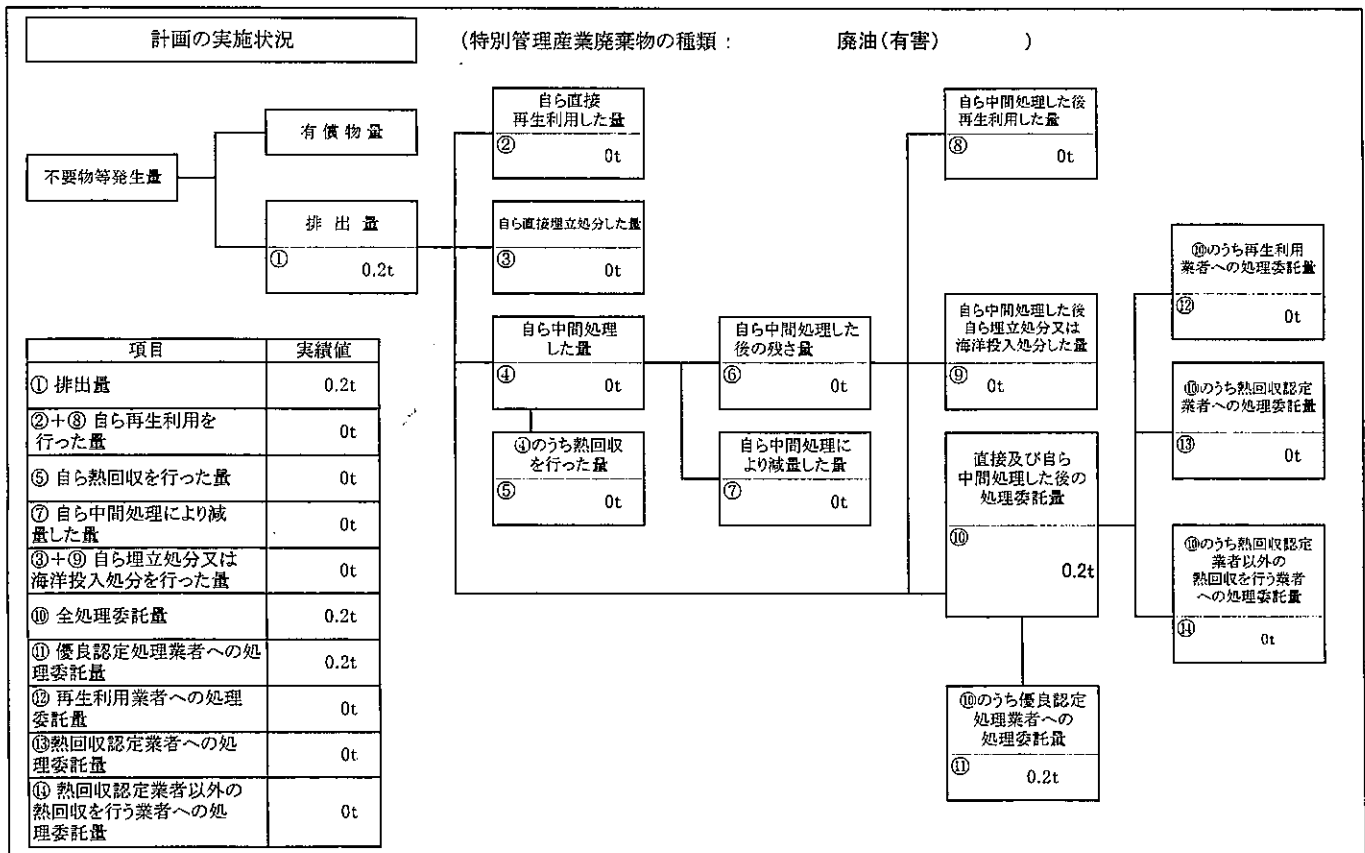 計画の実施状況
(特別管理産業廃棄物の種類： 廃油(有害) )
不要物等発生量
有償物量
排出量
①
0.2t
自ら直接
再生利用した量
②
0t
自ら直接埋立処分した量
③
0t
自ら中間処理
した量
④
0t
④のうち熱回収
を行った量
⑤
0t
自ら中間処理した
後の残さ量
⑥
0t
自ら中間処理に
より減量した量
⑦
0t
自ら中間処理した後
再生利用した量
⑧
0t
自ら中間処理した後
自ら埋立処分又は
海洋投入処分した量
⑨
0t
直接及び自ら
中間処理した後の
処理委託量
⑩
0.2t
⑩のうち優良認定
処理業者への
処理委託量
⑪
0.2t
⑩のうち再生利用
業者への処理委託量
⑫
0t
⑩のうち熱回収認定
業者への処理委託量
⑬
0t
⑩のうち熱回収認定
業者以外の
熱回収を行う業者
への処理委託量
⑭
0t
項目 実績値
① 排出量 0.2t
②+⑧ 自ら再生利用を
行った量 0t
⑤ 自ら熱回収を行った量 0t
⑦ 自ら中間処理により減
量した量 0t
③+⑨ 自ら埋立処分又は
海洋投入処分を行った量 0t
⑩ 全処理委託量 0.2t
⑪ 優良認定処理業者への処
理委託量 0.2t
⑫ 再生利用業者への処理
委託量 0t
⑬熱回収認定業者への処
理委託量 0t
⑭ 熱回収認定業者以外の
熱回収を行う業者への処
理委託量 0t